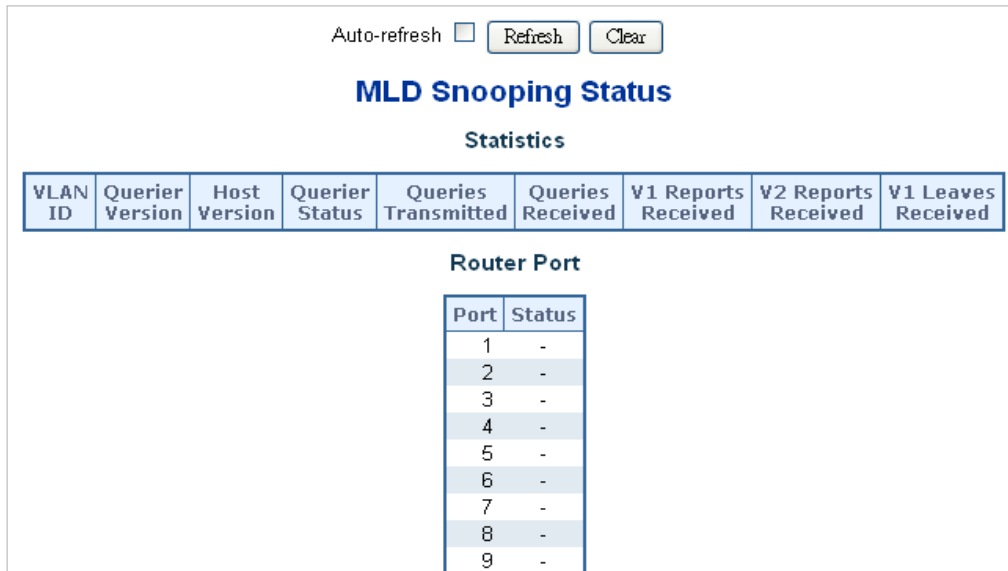 Auto-refresh Refresh Clear
MLD Snooping Status
Statistics
VLAN ID Querier Version Host Version Querier Status Queries Transmitted Queries Received V1 Reports Received V2 Reports Received V1 Leaves Received
Router Port
Port Status
1 -
2 -
3 -
4 -
5 -
6 -
7 -
8 -
9 -